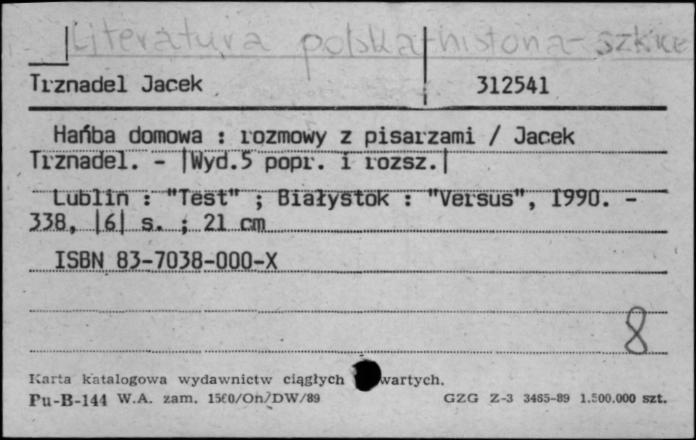 Literatura polska-historia-szkice
Trznadel Jacek 312541
Hańba domowa : rozmowy z pisarzami / Jacek
Trznadel. - |Wyd.5 popr. i rozsz.|
Lublin : "Test" ; Białystok : "Versus", 1990. -
338, |6| s. ; 21 cm
ISBN 83-7038-000-X
8
Karta katalogowa wydawnictw ciągłych wartych.
Pu-B-144 W.A. zam. 1560/On/DW/89 GZG Z-3 3465-89 1.500.000 szt.